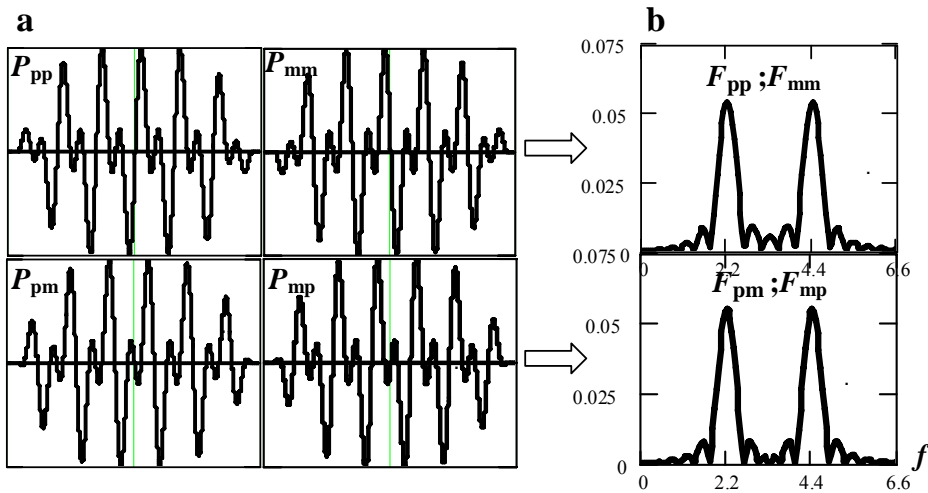 a
b
P_pp
P_mm
P_pm
P_mp
0.075
0.05
0.025
0
F_pp ;F_mm
0 2.2 4.4 6.6
0.075
0.05
0.025
0
F_pm ;F_mp
0 2.2 4.4 6.6
f